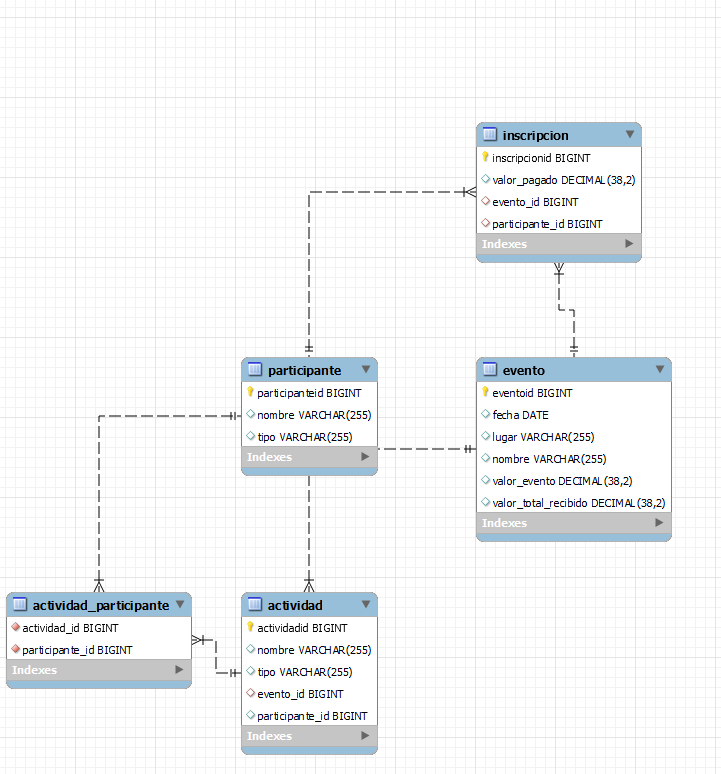 inscripcion
inscripcionid BIGINT
valor_pagado DECIMAL(38,2)
evento_id BIGINT
participante_id BIGINT
Indexes
participante
participanteid BIGINT
nombre VARCHAR(255)
tipo VARCHAR(255)
Indexes
evento
eventoid BIGINT
fecha DATE
lugar VARCHAR(255)
nombre VARCHAR(255)
valor_evento DECIMAL(38,2)
valor_total_recibido DECIMAL(38,2)
Indexes
actividad_participante
actividad_id BIGINT
participante_id BIGINT
Indexes
actividad
actividadid BIGINT
nombre VARCHAR(255)
tipo VARCHAR(255)
evento_id BIGINT
participante_id BIGINT
Indexes